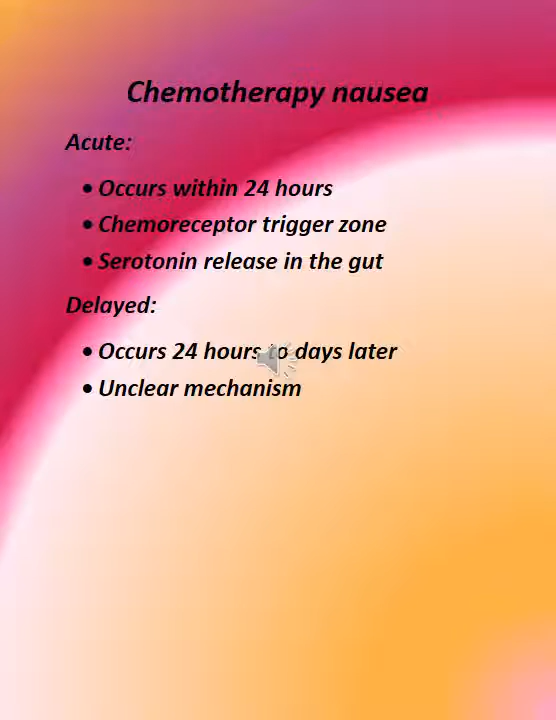 Chemotherapy nausea
Acute:
• Occurs within 24 hours
• Chemoreceptor trigger zone
• Serotonin release in the gut
Delayed:
• Occurs 24 hours to days later
• Unclear mechanism